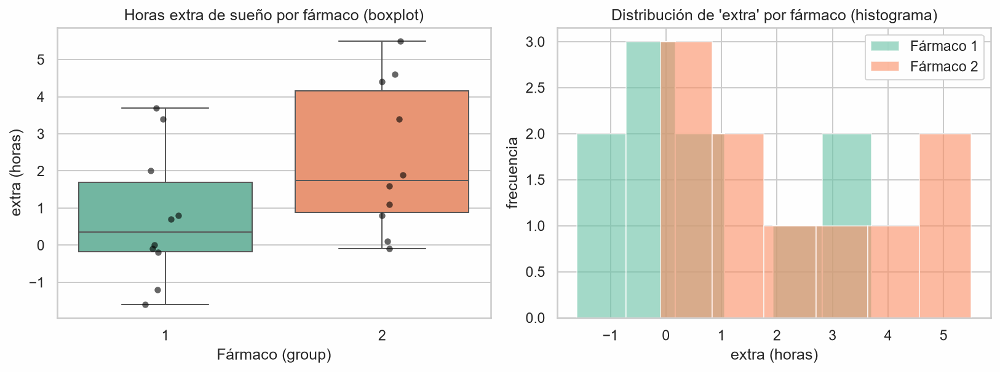 Horas extra de sueño por fármaco (boxplot)
extra (horas)
5
4
3
2
1
0
−1
1
2
Fármaco (group)
Distribución de 'extra' por fármaco (histograma)
Fármaco 1
Fármaco 2
frecuencia
3.0
2.5
2.0
1.5
1.0
0.5
0.0
−1
0
1
2
3
4
5
extra (horas)